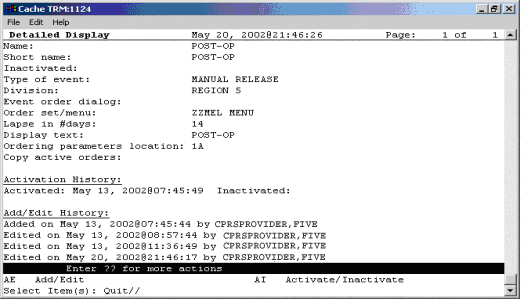 Cache TRM:1124
File Edit Help
Detailed Display May 20, 2002@21:46:26 Page: 1 of 1
Name: POST-OP
Short name: POST-OP
Inactivated:
Type of event: MANUAL RELEASE
Division: REGION 5
Event order dialog:
Order set/menu: ZZMEL MENU
Lapse in #days: 14
Display text: POST-OP
Ordering parameters location: 1A
Copy active orders:
Activation History:
Activated: May 13, 2002@07:45:49 Inactivated:
Add/Edit History:
Added on May 13, 2002@07:45:44 by CPRSPROVIDER,FIVE
Edited on May 13, 2002@08:57:44 by CPRSPROVIDER,FIVE
Edited on May 13, 2002@11:36:49 by CPRSPROVIDER,FIVE
Edited on May 20, 2002@21:46:17 by CPRSPROVIDER,FIVE
Enter ?? for more actions
AE Add/Edit AI Activate/Inactivate
Select Item(s): Quit//